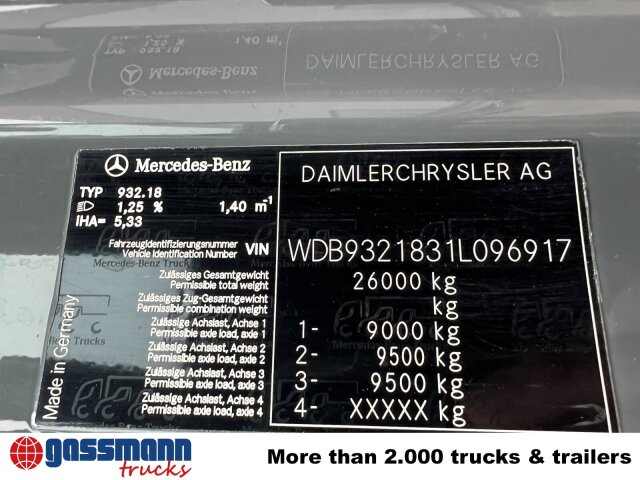 Mercedes-Benz
DAIMLERCHRYSLER AG
TYP 932.18
1,25 % 1,40 m⁻¹
IHA= 5,33
Fahrzeugidentifizierungsnummer
Vehicle Identification Number
VIN WDB9321831L096917
Zulässiges Gesamtgewicht
Permissible total weight
26000 kg
Zulässiges Zug-Gesamtgewicht
Permissible combination weight
kg
Zulässige Achslast, Achse 1
Permissible axle load, axle 1
1- 9000 kg
Zulässige Achslast, Achse 2
Permissible axle load, axle 2
2- 9500 kg
Zulässige Achslast, Achse 3
Permissible axle load, axle 3
3- 9500 kg
Zulässige Achslast, Achse 4
Permissible axle load, axle 4
4- XXXXX kg
Made in Germany
gassmann
trucks
More than 2.000 trucks & trailers